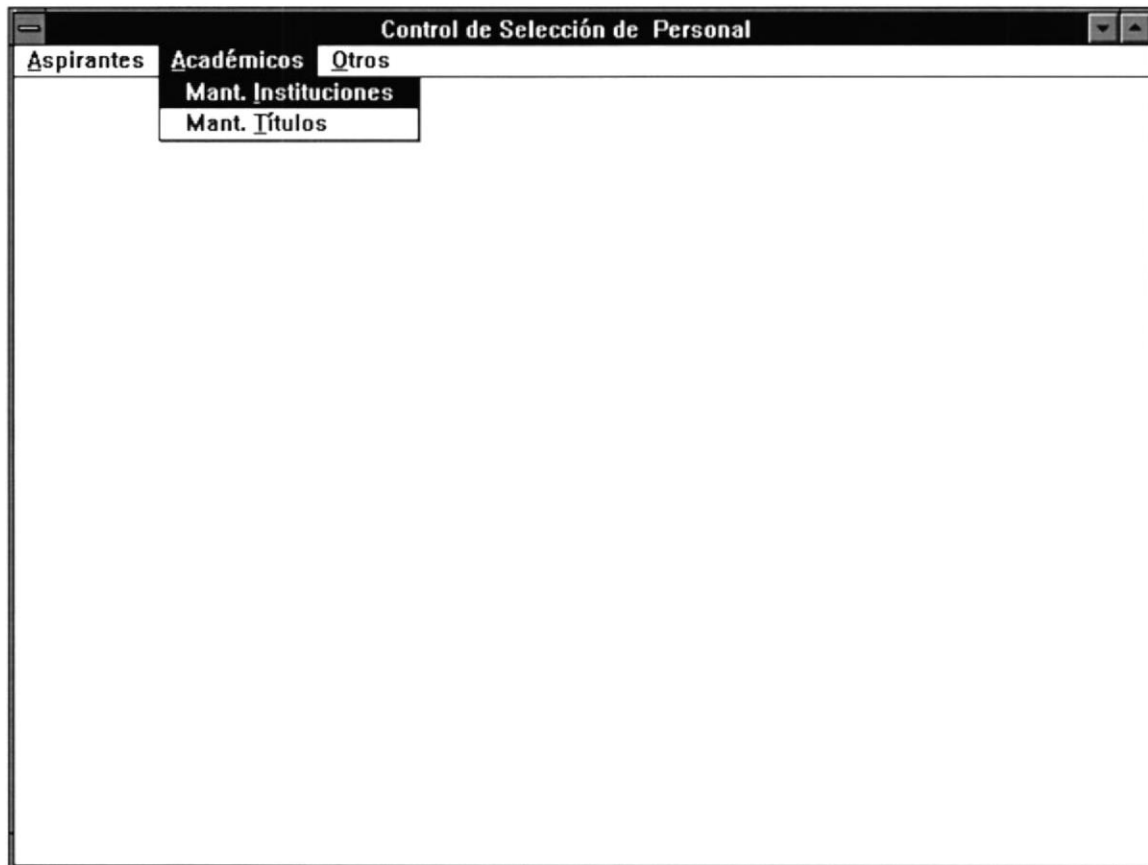 Control de Selección de Personal
Aspirantes Académicos Otros
Mant. Instituciones
Mant. Títulos